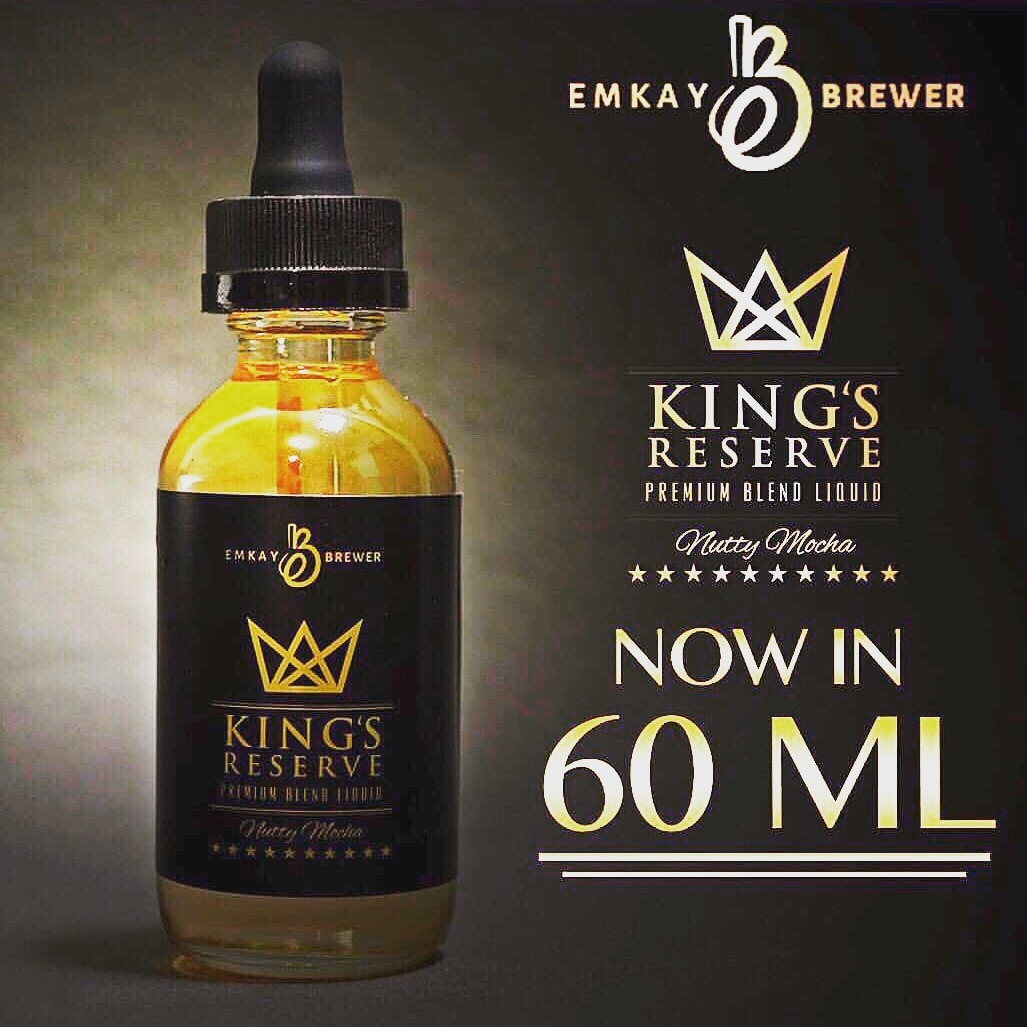 EMKAY B BREWER
KING'S
RESERVE
PREMIUM BLEND LIQUID
Nutty Mocha
NOW IN
60 ML
EMKAY B BREWER
KING'S
RESERVE
PREMIUM BLEND LIQUID
Nutty Mocha